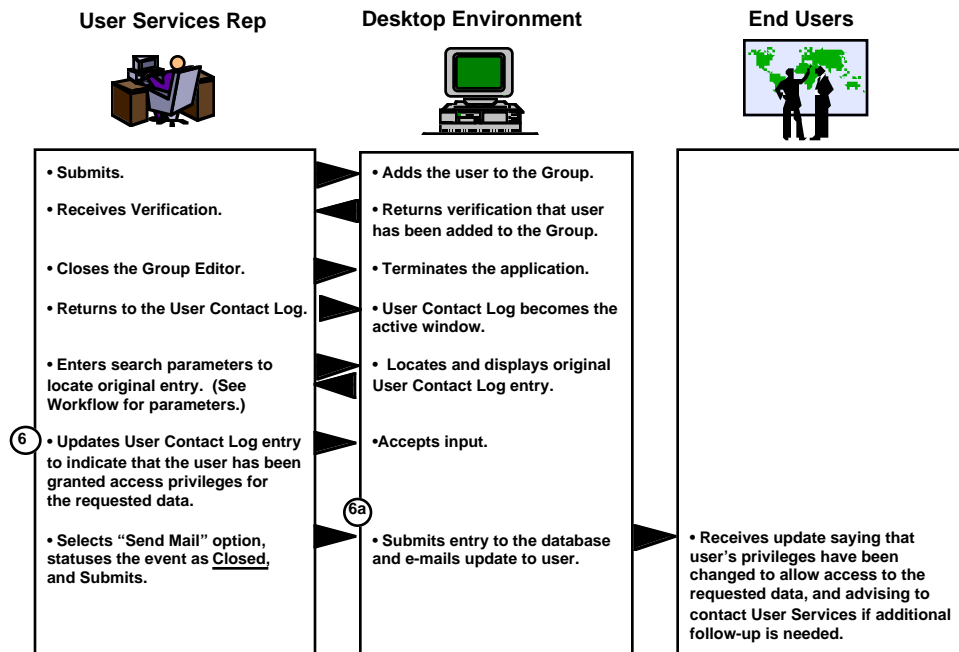 User Services Rep
Desktop Environment
End Users
• Submits.
• Adds the user to the Group.
• Receives Verification.
• Returns verification that user
has been added to the Group.
• Closes the Group Editor.
• Terminates the application.
• Returns to the User Contact Log.
• User Contact Log becomes the
active window.
• Enters search parameters to
locate original entry.  (See
Workflow for parameters.)
•  Locates and displays original
User Contact Log entry.
6
• Updates User Contact Log entry
to indicate that the user has been
granted access privileges for
the requested data.
•Accepts input.
6a
• Selects “Send Mail” option,
statuses the event as Closed,
and Submits.
• Submits entry to the database
and e-mails update to user.
• Receives update saying that
user’s privileges have been
changed to allow access to the
requested data, and advising to
contact User Services if additional
follow-up is needed.